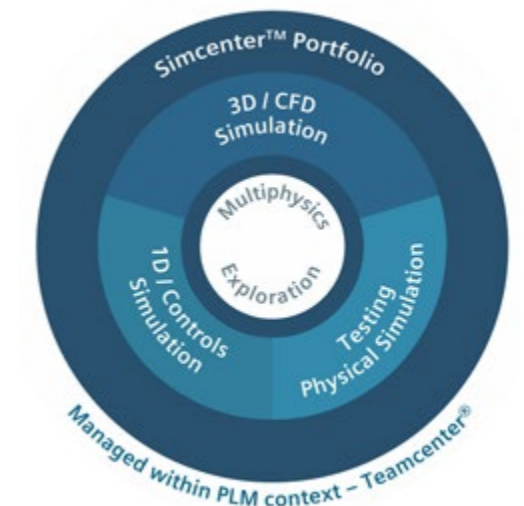 Simcenter™ Portfolio
3D / CFD
Simulation
Multiphysics
Exploration
1D / Controls
Simulation
Testing
Physical Simulation
Managed within PLM context – Teamcenter®